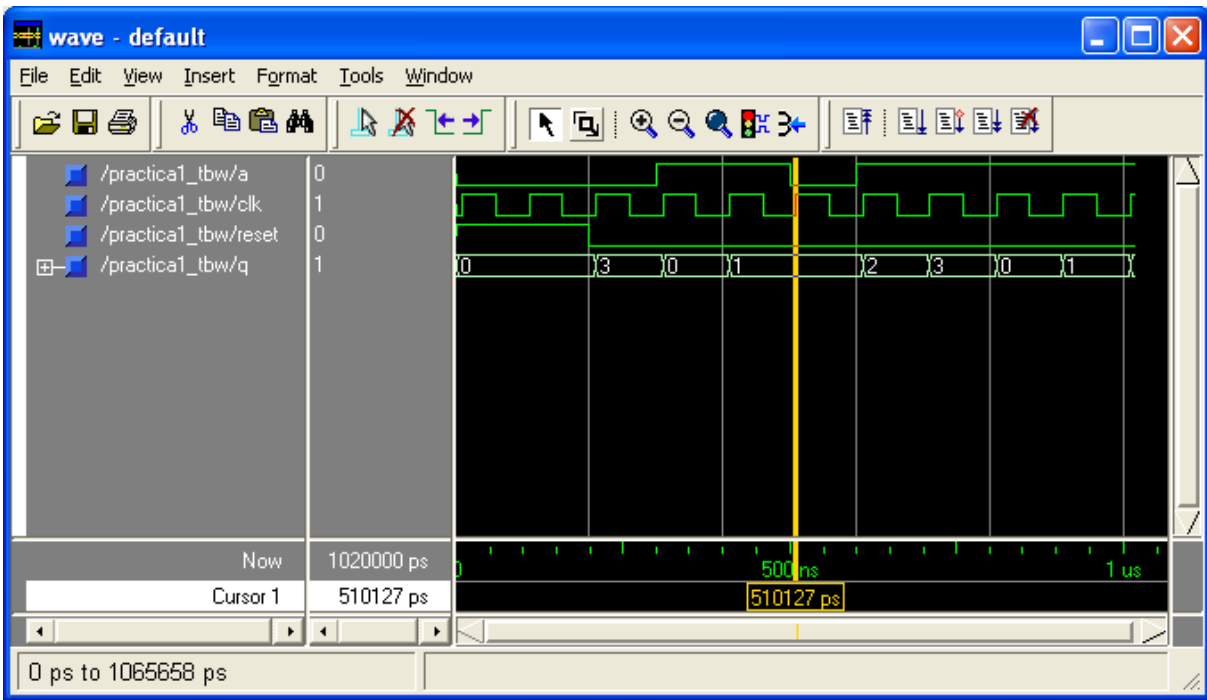 wave - default
File Edit View Insert Format Tools Window
/practica1_tbw/a 0
/practica1_tbw/clk 1
/practica1_tbw/reset 0
/practica1_tbw/q 1 0 3 0 1 2 3 0 1
Now 1020000 ps 0 500 ns 1 us
Cursor 1 510127 ps 510127 ps
0 ps to 1065658 ps